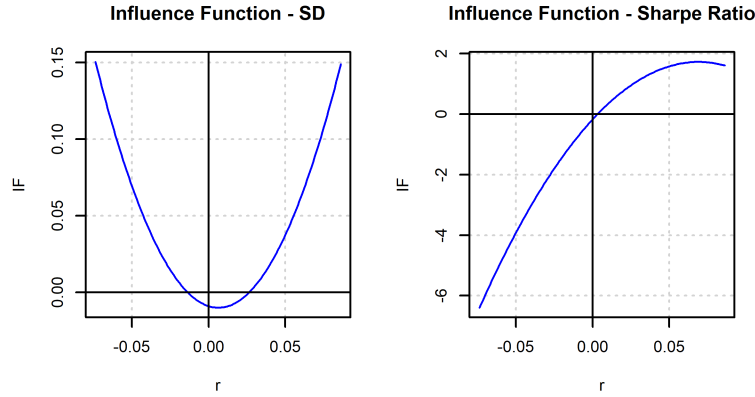 Influence Function - SD
IF
0.15
0.10
0.05
0.00
-0.05
0.00
0.05
r
Influence Function - Sharpe Ratio
IF
2
0
-2
-4
-6
-0.05
0.00
0.05
r